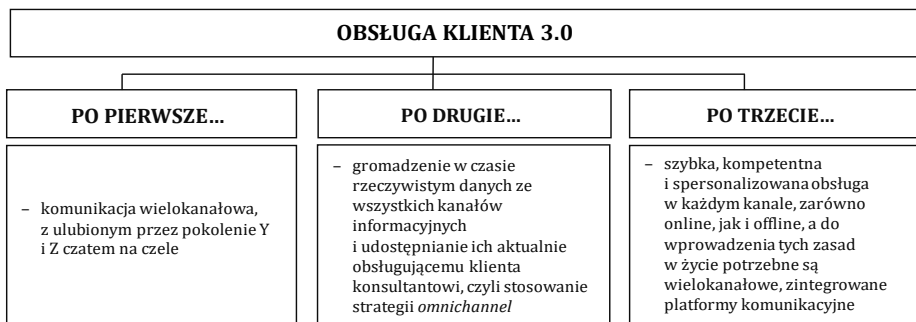 OBSŁUGA KLIENTA 3.0
PO PIERWSZE...
– komunikacja wielokanałowa,
z ulubionym przez pokolenie Y
i Z czatem na czele
PO DRUGIE...
– gromadzenie w czasie
rzeczywistym danych ze
wszystkich kanałów
informacyjnych
i udostępnianie ich aktualnie
obsługującemu klienta
konsultantowi, czyli stosowanie
strategii omnichannel
PO TRZECIE...
– szybka, kompetentna
i spersonalizowana obsługa
w każdym kanale, zarówno
online, jak i offline, a do
wprowadzenia tych zasad
w życie potrzebne są
wielokanałowe, zintegrowane
platformy komunikacyjne